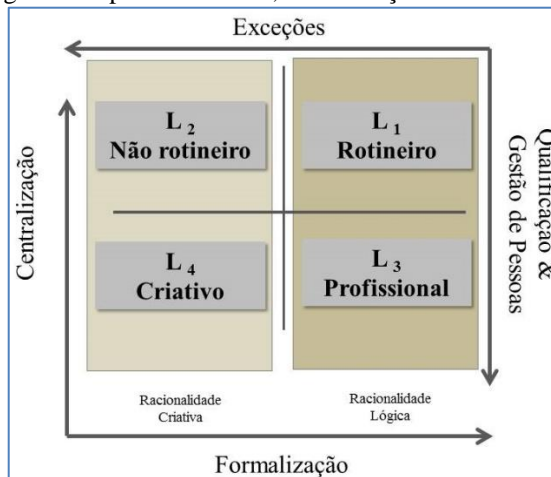 Exceções
L 2
Não rotineiro
L 1
Rotineiro
Centralização
Qualificação &
Gestão de Pessoas
L 4
Criativo
L 3
Profissional
Racionalidade
Criativa
Racionalidade
Lógica
Formalização